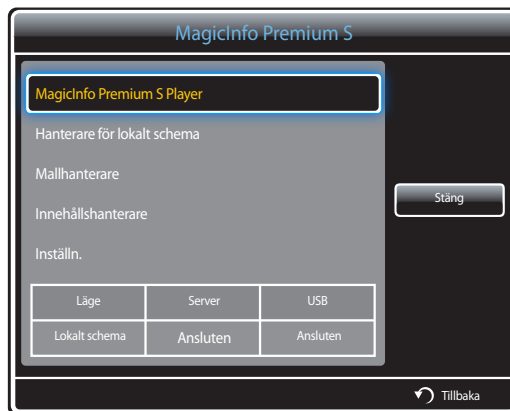 MagicInfo Premium S
MagicInfo Premium S Player
Hanterare för lokalt schema
Mallhanterare
Innehållshanterare
Inställn.
Stäng
Läge Server USB
Lokalt schema Ansluten Ansluten
Tillbaka